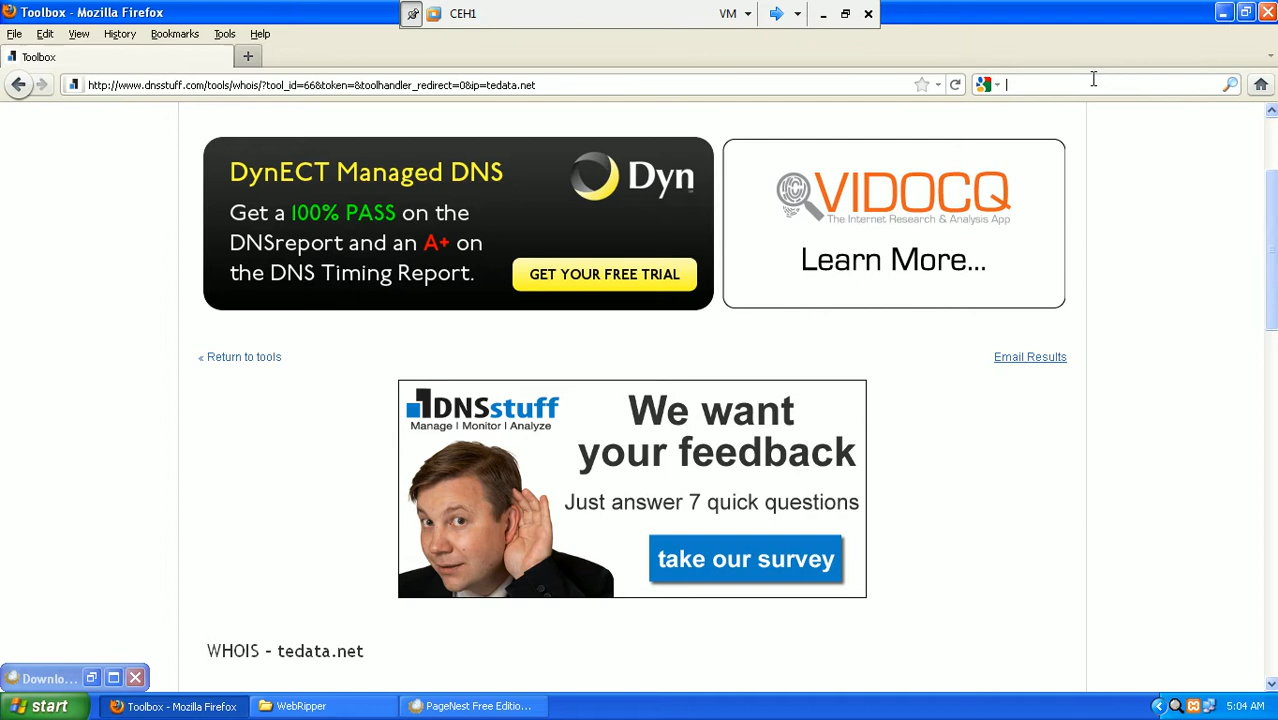 Toolbox - Mozilla Firefox
CEH1
VM
File Edit View History Bookmarks Tools Help
Toolbox
http://www.dnsstuff.com/tools/whois/?tool_id=66&token=&toolhandler_redirect=0&ip=tedata.net
DynECT Managed DNS
Get a 100% PASS on the
DNSreport and an A+ on
the DNS Timing Report.
Dyn
GET YOUR FREE TRIAL
VIDOCQ
The Internet Research & Analysis App
Learn More...
« Return to tools
Email Results
DNSstuff
Manage | Monitor | Analyze
We want
your feedback
Just answer 7 quick questions
take our survey
WHOIS - tedata.net
Downlo...
start
Toolbox - Mozilla Firefox
WebRipper
PageNest Free Editio...
5:04 AM